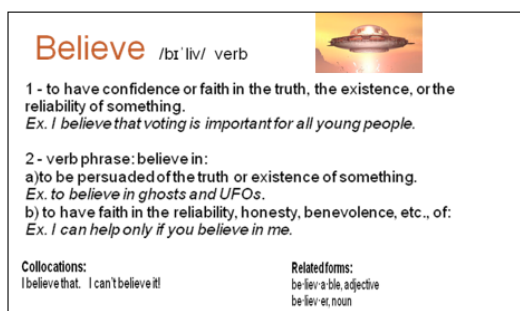 Believe /bɪˈliv/ verb
1 - to have confidence or faith in the truth, the existence, or the
reliability of something.
Ex. I believe that voting is important for all young people.
2 - verb phrase: believe in:
a)to be persuaded of the truth or existence of something.
Ex. to believe in ghosts and UFOs.
b) to have faith in the reliability, honesty, benevolence, etc., of:
Ex. I can help only if you believe in me.
Collocations:
I believe that. I can't believe it!
Related forms:
be·liev·a·ble, adjective
be·liev·er, noun